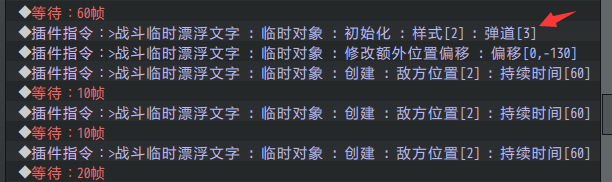 ◆等待：60帧
◆插件指令：>战斗临时漂浮文字 : 临时对象 : 初始化 : 样式[2] : 弹道[3]
◆插件指令：>战斗临时漂浮文字 : 临时对象 : 修改额外位置偏移 : 偏移[0,-130]
◆插件指令：>战斗临时漂浮文字 : 临时对象 : 创建 : 敌方位置[2] : 持续时间[60]
◆等待：10帧
◆插件指令：>战斗临时漂浮文字 : 临时对象 : 创建 : 敌方位置[2] : 持续时间[60]
◆等待：10帧
◆插件指令：>战斗临时漂浮文字 : 临时对象 : 创建 : 敌方位置[2] : 持续时间[60]
◆等待：20帧